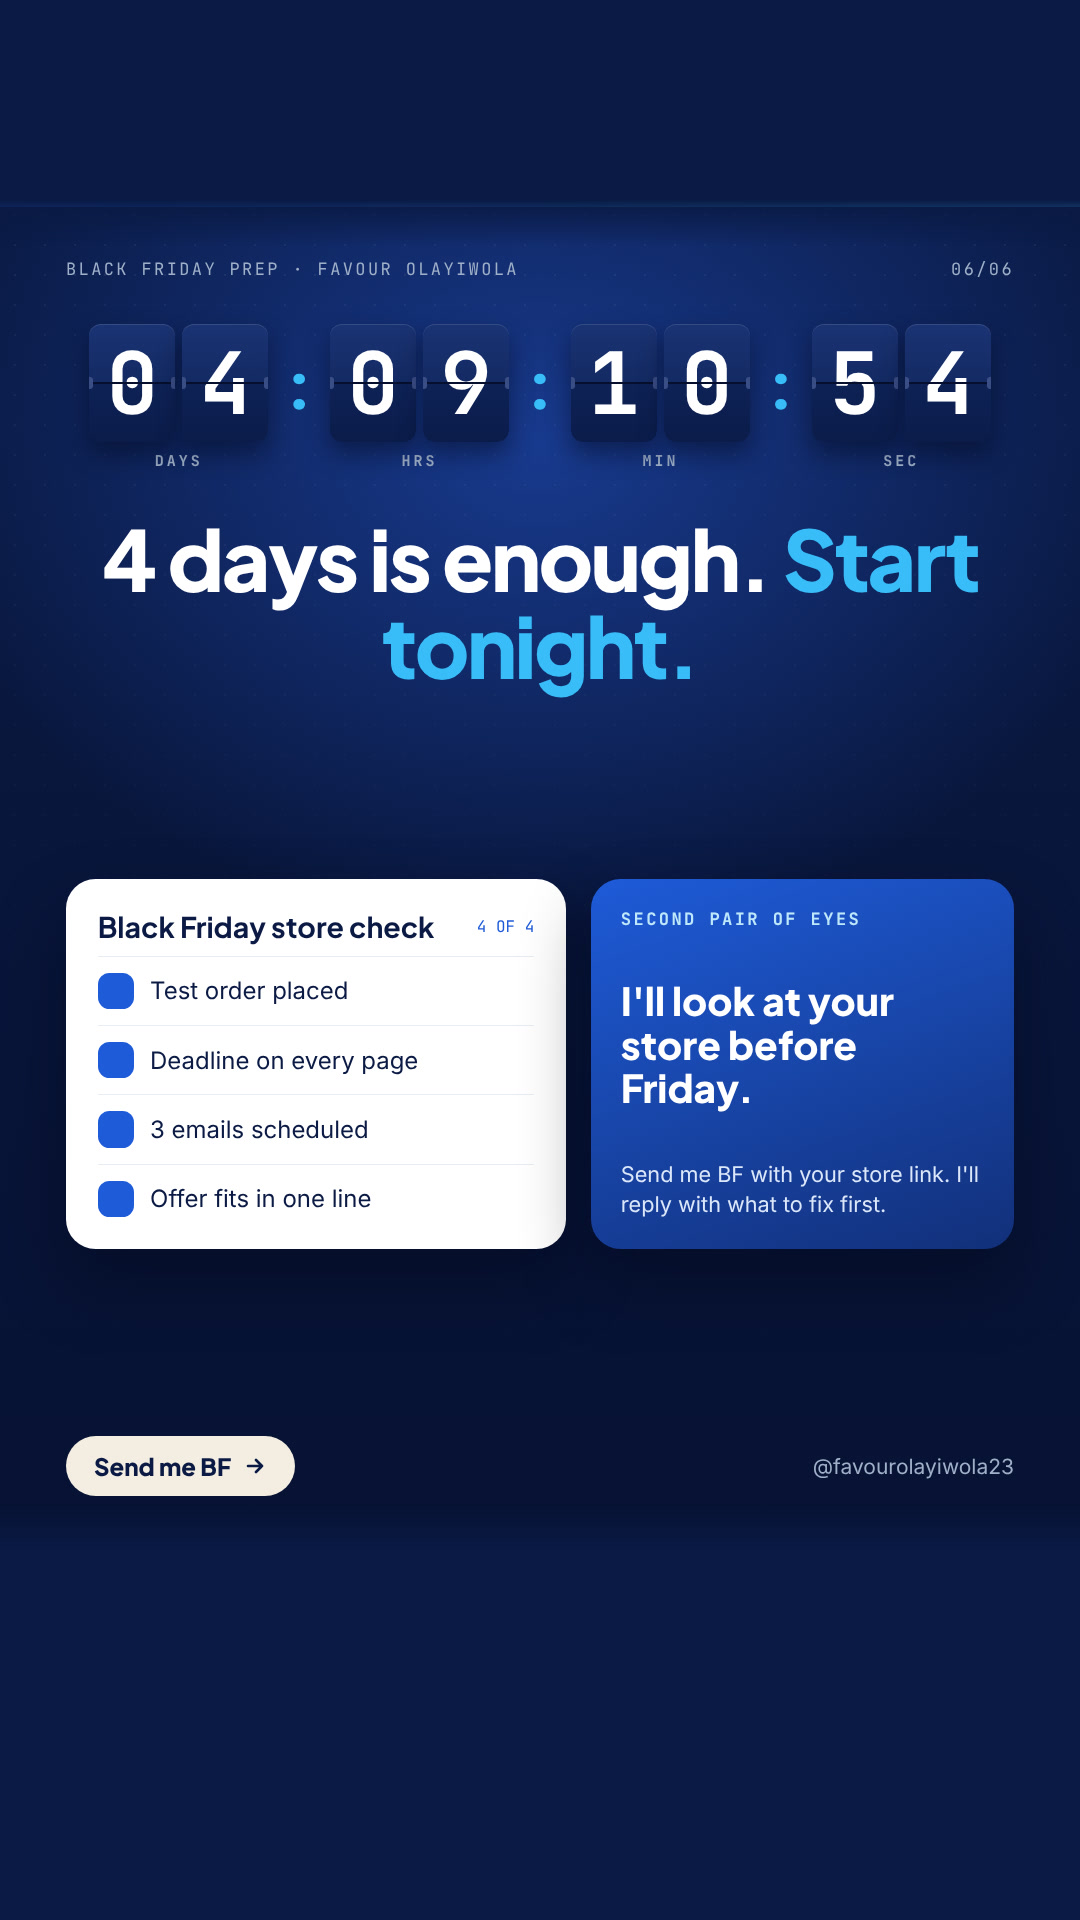 BLACK FRIDAY PREP · FAVOUR OLAYIWOLA
06/06
04 : 09 : 10 : 54
DAYS HRS MIN SEC
4 days is enough. Start
tonight.
Black Friday store check
4 OF 4
Test order placed
Deadline on every page
3 emails scheduled
Offer fits in one line
SECOND PAIR OF EYES
I'll look at your
store before
Friday.
Send me BF with your store link. I'll
reply with what to fix first.
Send me BF →
@favourolayiwola23